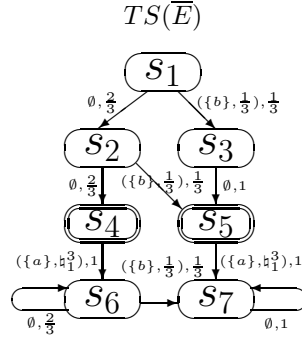 TS(E̅)
s₁
∅,⅔ ({b},⅓),⅓
s₂ s₃
∅,⅔ ({b},⅓),⅓ ∅,1
s₄ s₅
({a},♮₁³),1 ({b},⅓),⅓ ({a},♮₁³),1
s₆ s₇
∅,⅔ ∅,1